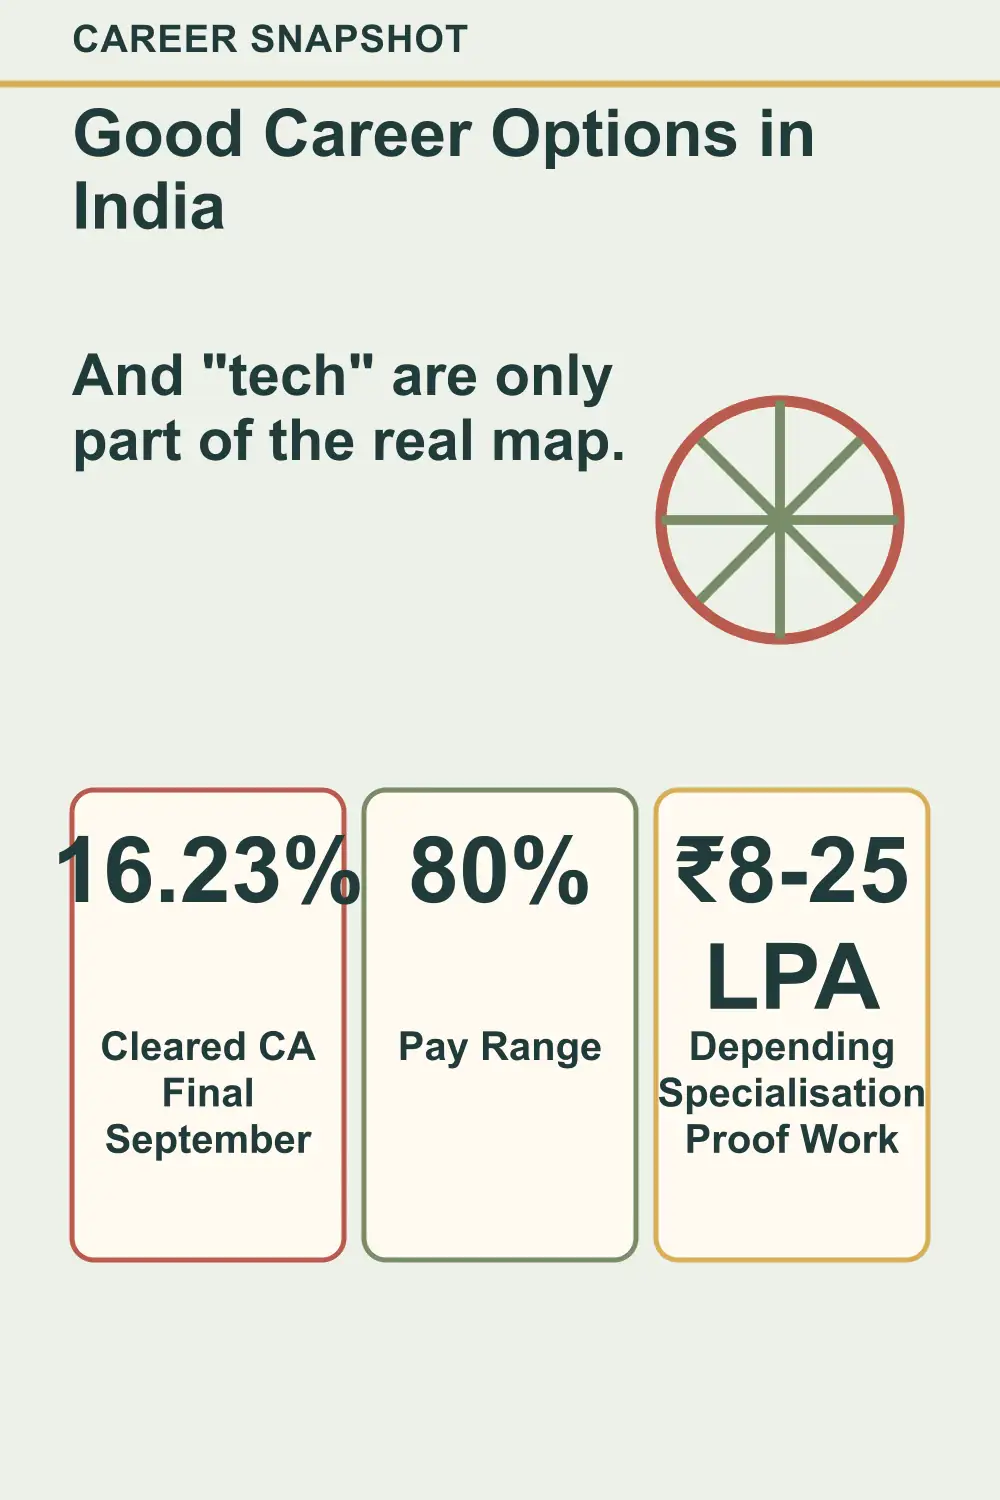 CAREER SNAPSHOT
Good Career Options in
India
And "tech" are only
part of the real map.
16.23%
Cleared CA
Final
September
80%
Pay Range
₹8-25
LPA
Depending
Specialisation
Proof Work